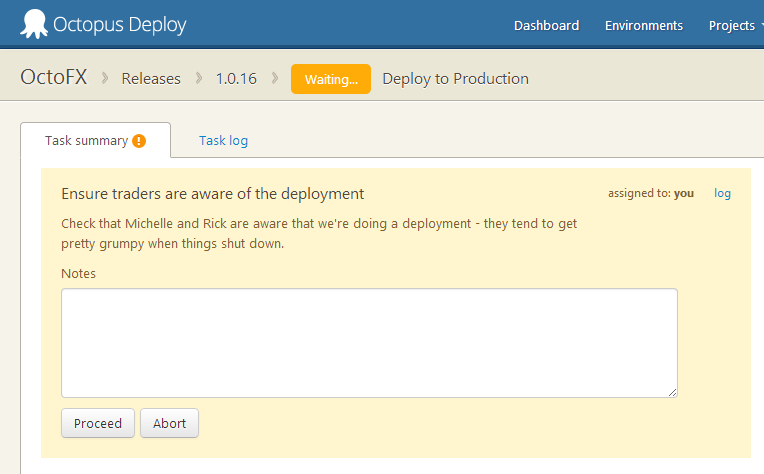 Octopus Deploy
Dashboard Environments Projects
OctoFX Releases 1.0.16 Waiting... Deploy to Production
Task summary ! Task log
Ensure traders are aware of the deployment assigned to: you log
Check that Michelle and Rick are aware that we're doing a deployment - they tend to get
pretty grumpy when things shut down.
Notes
Proceed Abort